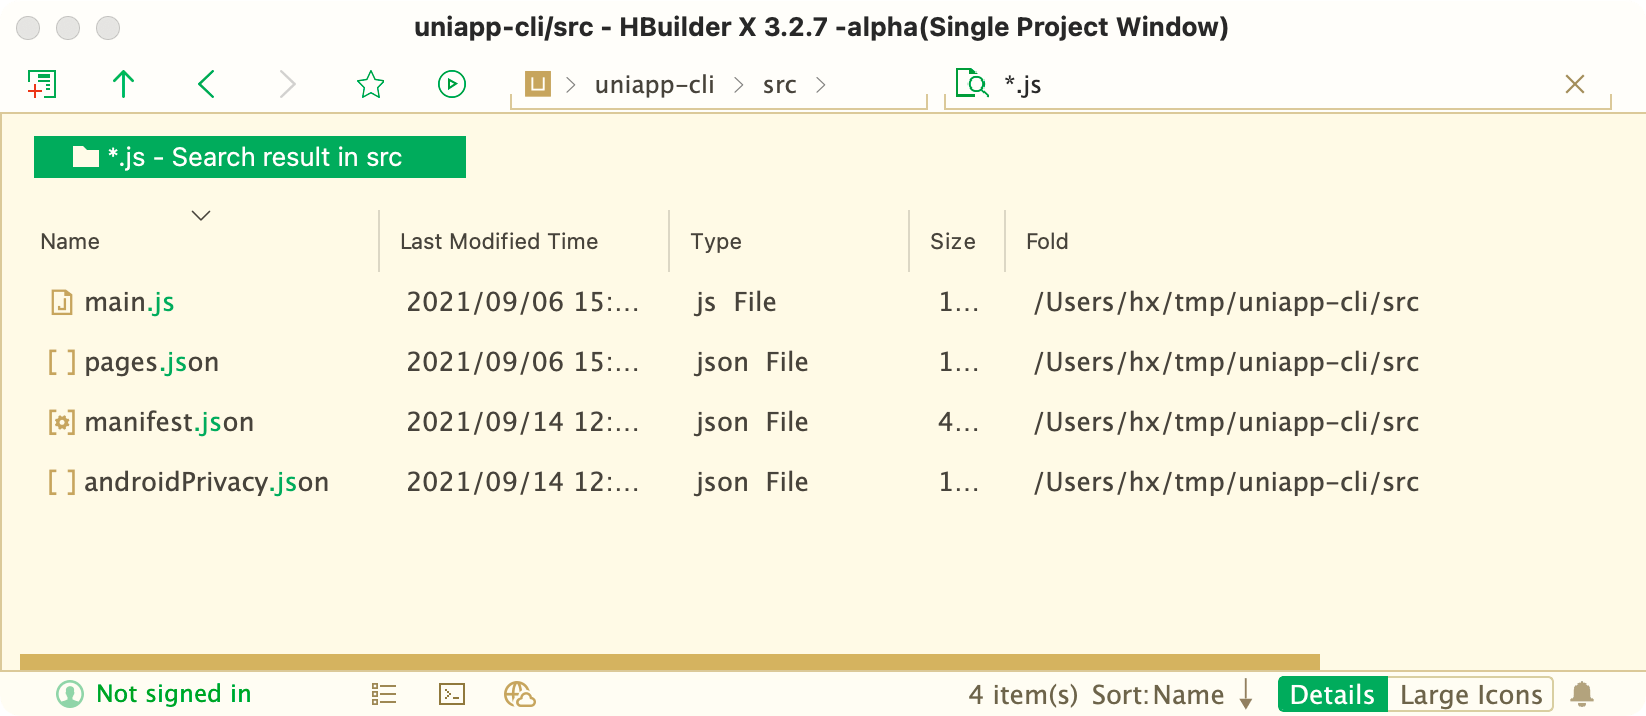 uniapp-cli/src - HBuilder X 3.2.7 -alpha(Single Project Window)
uniapp-cli src *.js
*.js - Search result in src
Name Last Modified Time Type Size Fold
main.js 2021/09/06 15:... js File 1... /Users/hx/tmp/uniapp-cli/src
pages.json 2021/09/06 15:... json File 1... /Users/hx/tmp/uniapp-cli/src
manifest.json 2021/09/14 12:... json File 4... /Users/hx/tmp/uniapp-cli/src
androidPrivacy.json 2021/09/14 12:... json File 1... /Users/hx/tmp/uniapp-cli/src
Not signed in 4 item(s) Sort:Name Details Large Icons